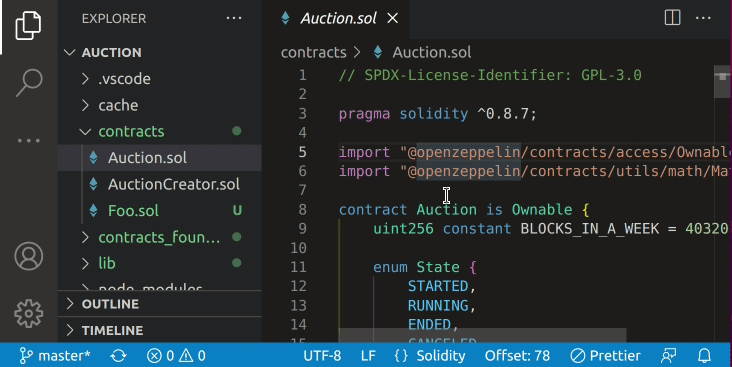 EXPLORER
AUCTION
.vscode
cache
contracts
Auction.sol
AuctionCreator.sol
Foo.sol U
contracts_foun...
lib
node_modules
OUTLINE
TIMELINE
Auction.sol
contracts > Auction.sol
1 // SPDX-License-Identifier: GPL-3.0
2
3 pragma solidity ^0.8.7;
4
5 import "@openzeppelin/contracts/access/Ownabl
6 import "@openzeppelin/contracts/utils/math/Ma
7
8 contract Auction is Ownable {
9 uint256 constant BLOCKS_IN_A_WEEK = 40320
10
11 enum State {
12 STARTED,
13 RUNNING,
14 ENDED,
15 CANCELED
master* 0 0 UTF-8 LF {} Solidity Offset: 78 Prettier